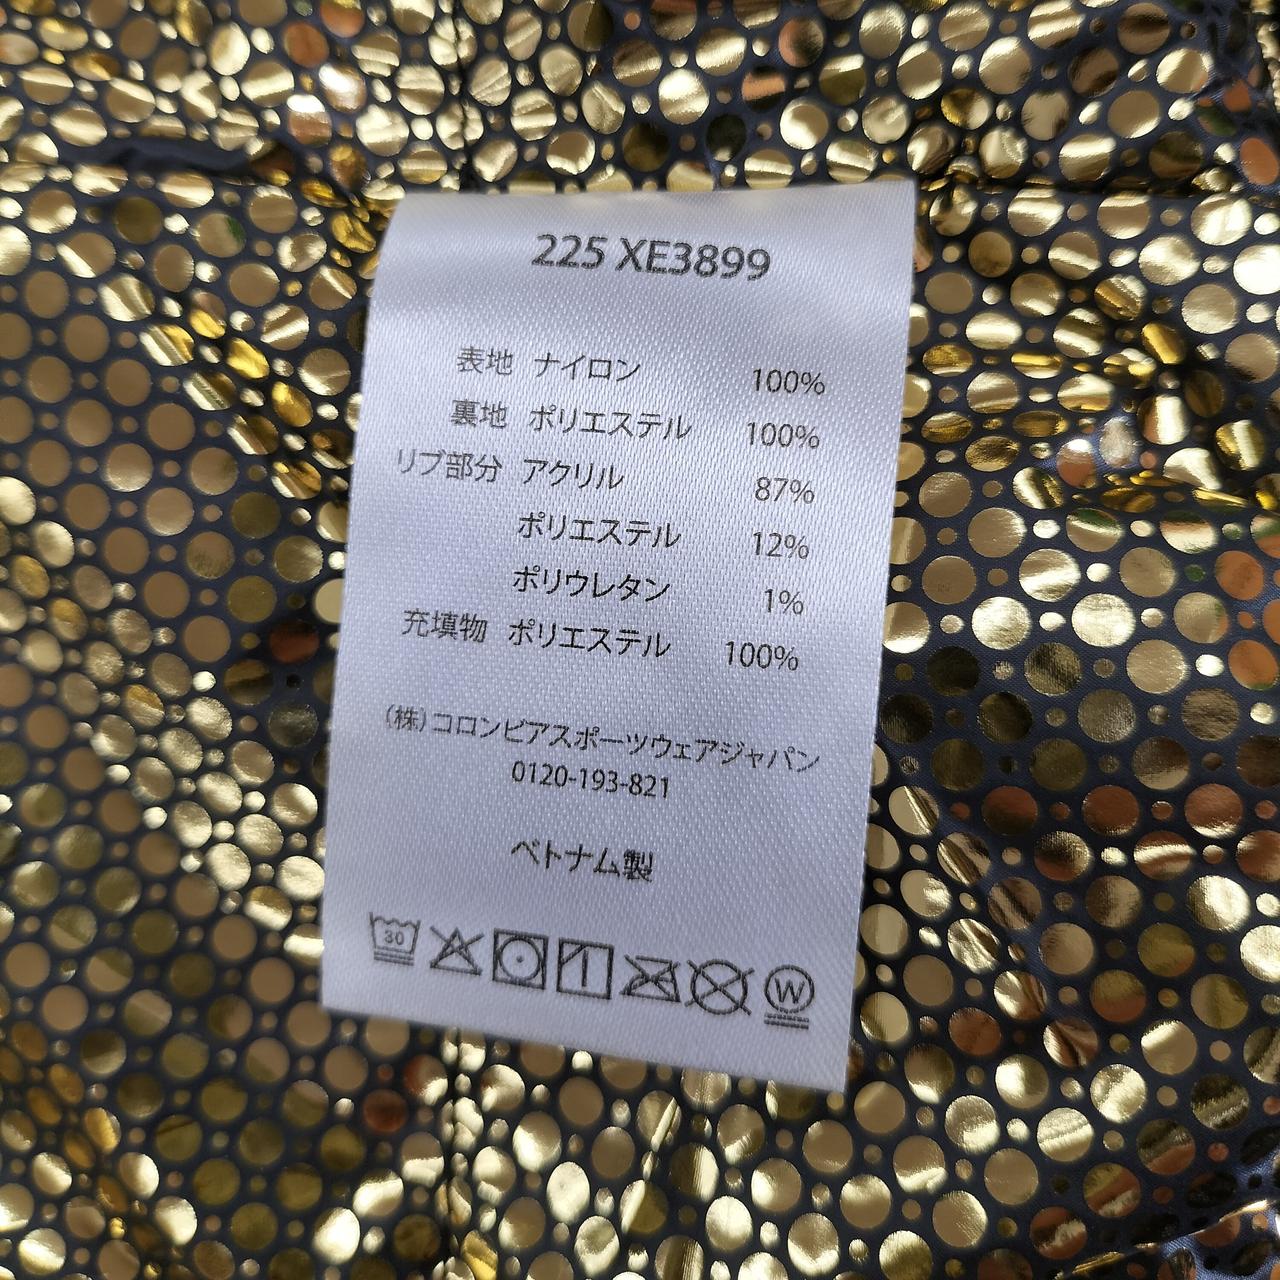 225 XE3899
表地 ナイロン 100%
裏地 ポリエステル 100%
リブ部分 アクリル 87%
ポリエステル 12%
ポリウレタン 1%
充填物 ポリエステル 100%
(株)コロンビアスポーツウェアジャパン
0120-193-821
ベトナム製
30 W